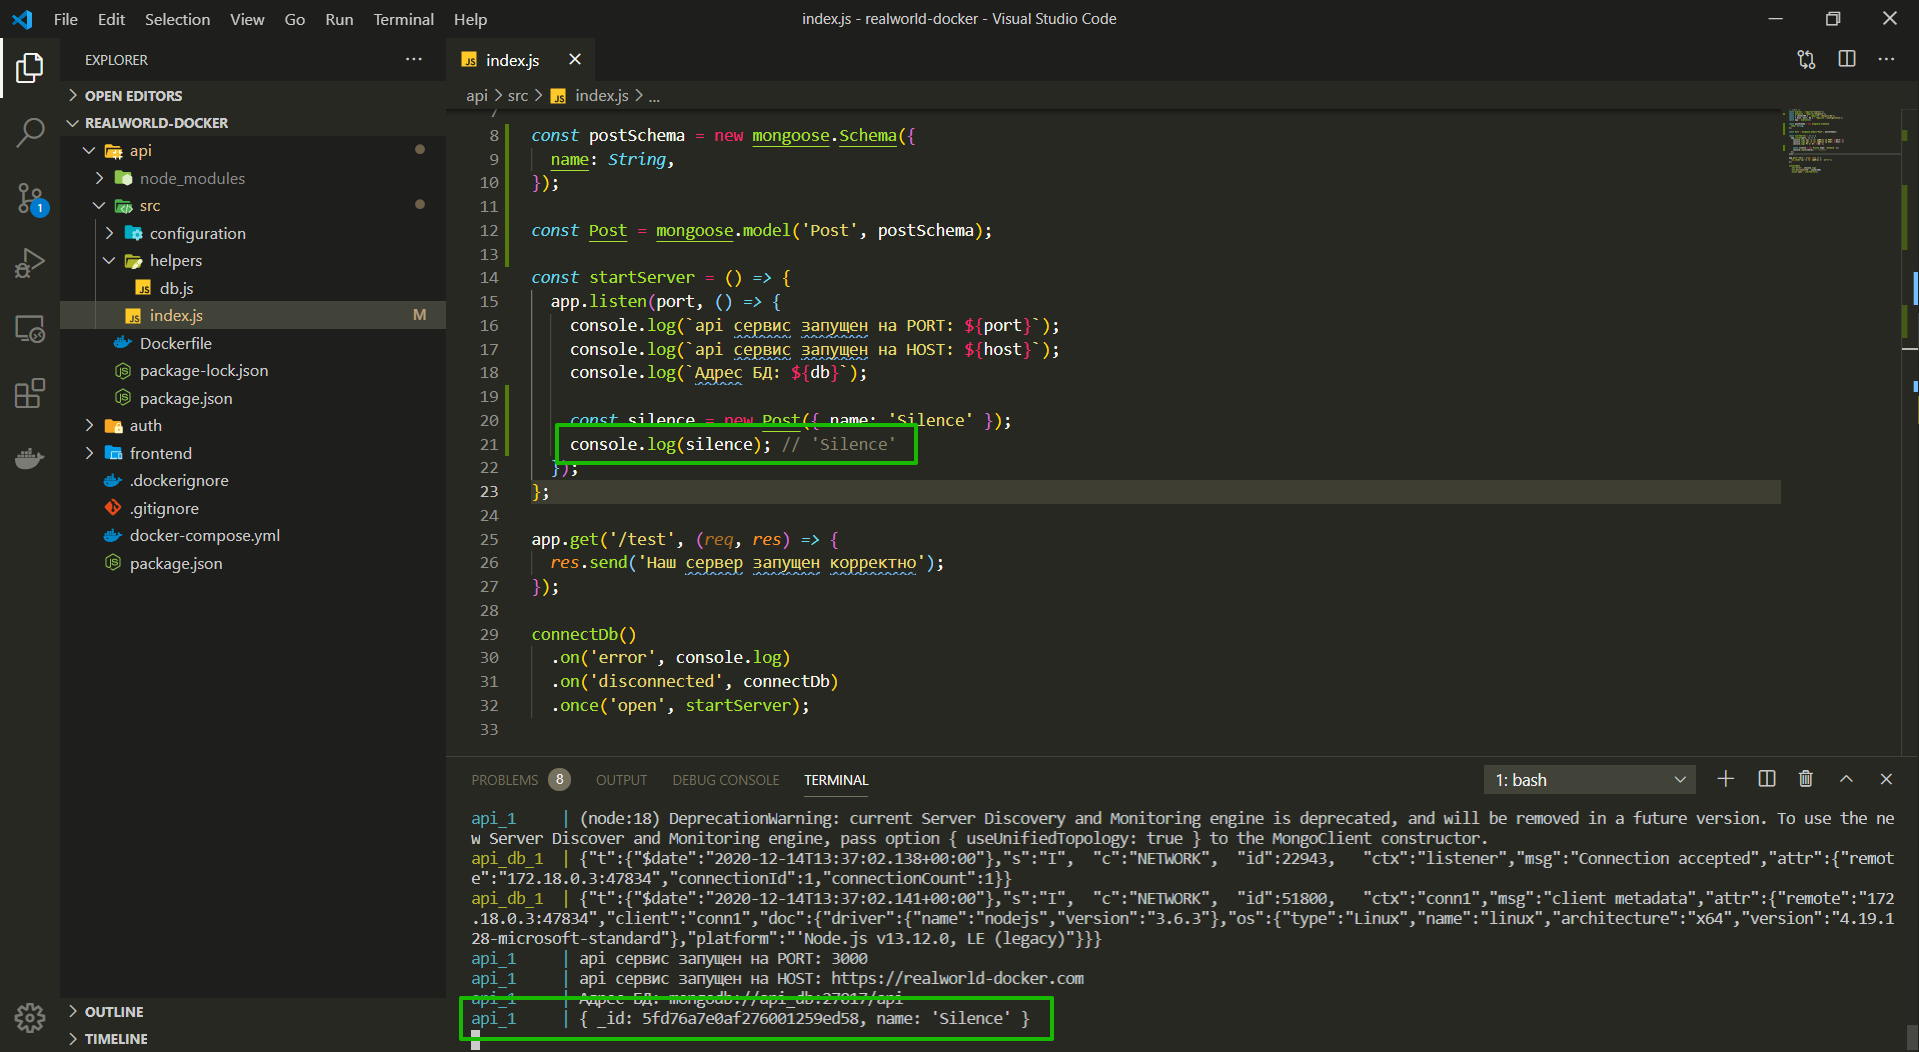 File Edit Selection View Go Run Terminal Help
index.js - realworld-docker - Visual Studio Code
EXPLORER
OPEN EDITORS
REALWORLD-DOCKER
api
node_modules
src
configuration
helpers
db.js
index.js M
Dockerfile
package-lock.json
package.json
auth
frontend
.dockerignore
.gitignore
docker-compose.yml
package.json
OUTLINE
TIMELINE
1
JS index.js
api > src > JS index.js > ...
7
8 const postSchema = new mongoose.Schema({
9 name: String,
10 });
11
12 const Post = mongoose.model('Post', postSchema);
13
14 const startServer = () => {
15 app.listen(port, () => {
16 console.log(`api сервис запущен на PORT: ${port}`);
17 console.log(`api сервис запущен на HOST: ${host}`);
18 console.log(`Адрес БД: ${db}`);
19
20 const silence = new Post({ name: 'Silence' });
21 console.log(silence); // 'Silence'
22 });
23 };
24
25 app.get('/test', (req, res) => {
26 res.send('Наш сервер запущен корректно');
27 });
28
29 connectDb()
30 .on('error', console.log)
31 .on('disconnected', connectDb)
32 .once('open', startServer);
33
PROBLEMS 8 OUTPUT DEBUG CONSOLE TERMINAL
1: bash
api_1 | (node:18) DeprecationWarning: current Server Discovery and Monitoring engine is deprecated, and will be removed in a future version. To use the ne
w Server Discover and Monitoring engine, pass option { useUnifiedTopology: true } to the MongoClient constructor.
api_db_1 | {"t":{"$date":"2020-12-14T13:37:02.138+00:00"},"s":"I", "c":"NETWORK", "id":22943, "ctx":"listener","msg":"Connection accepted","attr":{"remot
e":"172.18.0.3:47834","connectionId":1,"connectionCount":1}}
api_db_1 | {"t":{"$date":"2020-12-14T13:37:02.141+00:00"},"s":"I", "c":"NETWORK", "id":51800, "ctx":"conn1","msg":"client metadata","attr":{"remote":"172
.18.0.3:47834","client":"conn1","doc":{"driver":{"name":"nodejs","version":"3.6.3"},"os":{"type":"Linux","name":"linux","architecture":"x64","version":"4.19.1
28-microsoft-standard"},"platform":"'Node.js v13.12.0, LE (legacy)"}}}
api_1 | api сервис запущен на PORT: 3000
api_1 | api сервис запущен на HOST: https://realworld-docker.com
api_1 | Адрес БД: mongodb://api_db:27017/api
api_1 | { _id: 5fd76a7e0af276001259ed58, name: 'Silence' }